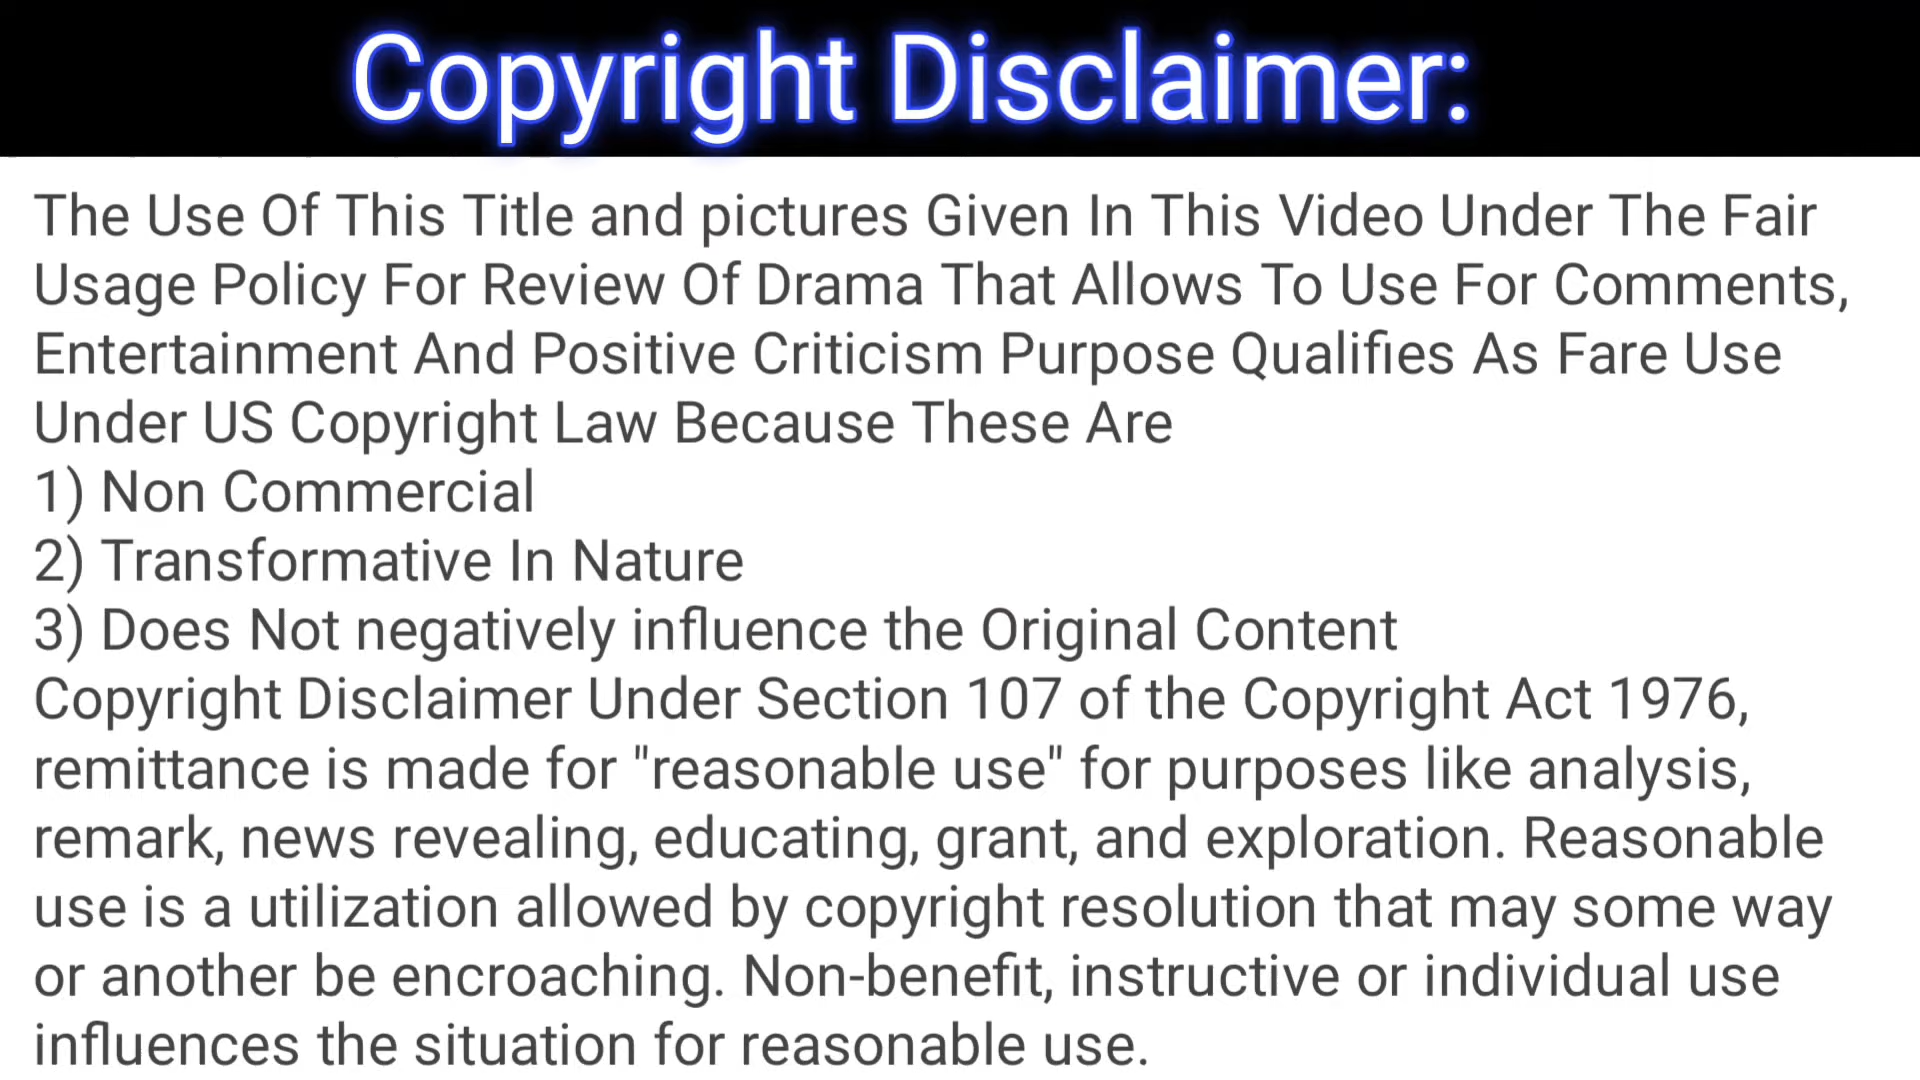 Copyright Disclaimer:
The Use Of This Title and pictures Given In This Video Under The Fair
Usage Policy For Review Of Drama That Allows To Use For Comments,
Entertainment And Positive Criticism Purpose Qualifies As Fare Use
Under US Copyright Law Because These Are
1) Non Commercial
2) Transformative In Nature
3) Does Not negatively influence the Original Content
Copyright Disclaimer Under Section 107 of the Copyright Act 1976,
remittance is made for "reasonable use" for purposes like analysis,
remark, news revealing, educating, grant, and exploration. Reasonable
use is a utilization allowed by copyright resolution that may some way
or another be encroaching. Non-benefit, instructive or individual use
influences the situation for reasonable use.